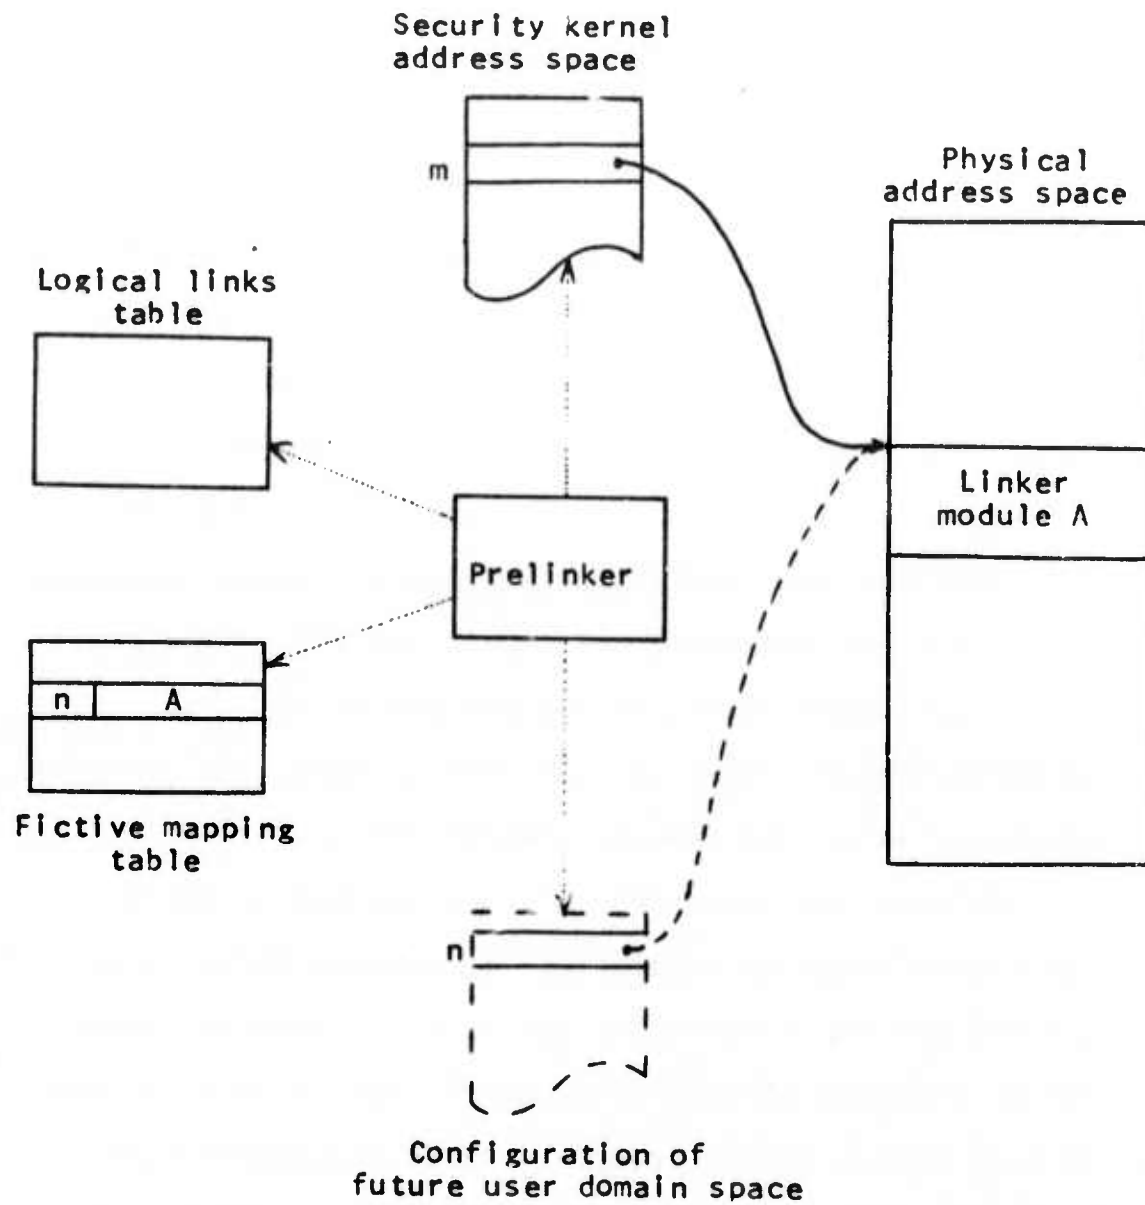 Security kernel
address space
m
Physical
address space
Logical links
table
Linker
module A
Prelinker
n A
Fictive mapping
table
n
Configuration of
future user domain space